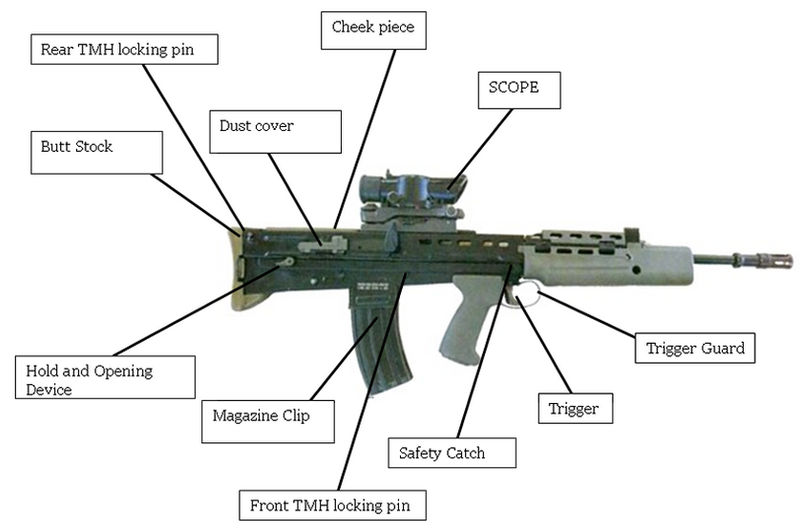 Cheek piece
Rear TMH locking pin
SCOPE
Dust cover
Butt Stock
Trigger Guard
Hold and Opening
Device
Trigger
Magazine Clip
Safety Catch
Front TMH locking pin